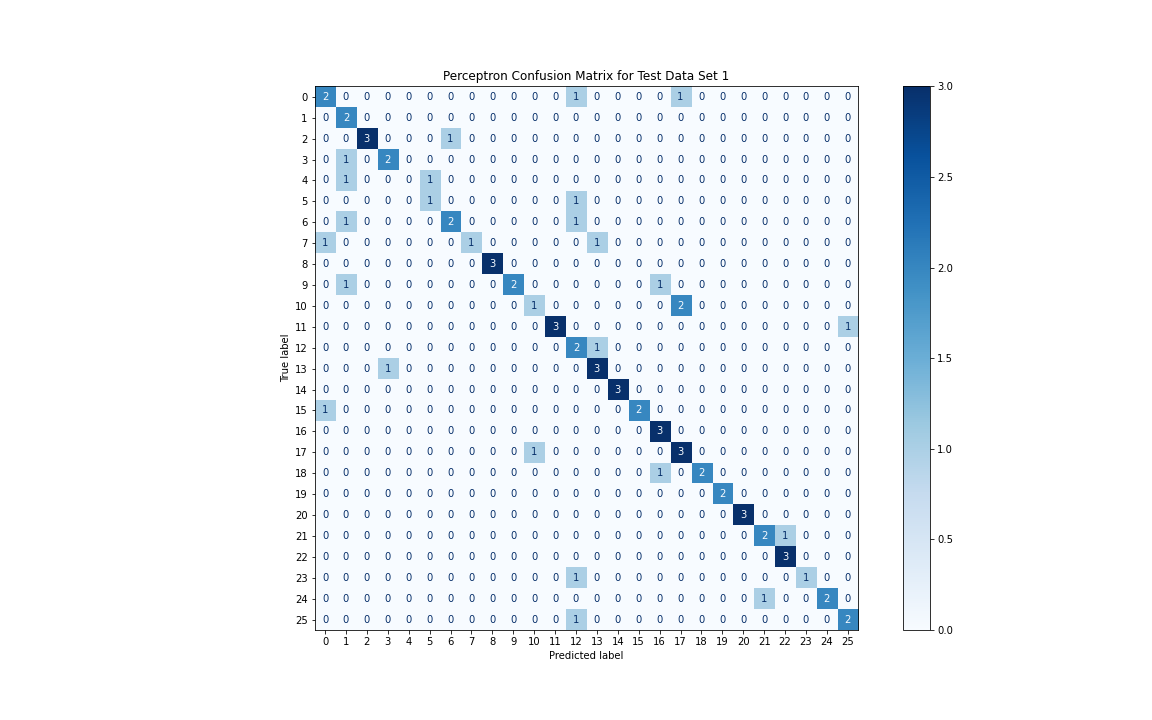 Perceptron Confusion Matrix for Test Data Set 1
True label
0 2 0 0 0 0 0 0 0 0 0 0 0 1 0 0 0 0 1 0 0 0 0 0 0 0 0
1 0 2 0 0 0 0 0 0 0 0 0 0 0 0 0 0 0 0 0 0 0 0 0 0 0 0
2 0 0 3 0 0 0 1 0 0 0 0 0 0 0 0 0 0 0 0 0 0 0 0 0 0 0
3 0 1 0 2 0 0 0 0 0 0 0 0 0 0 0 0 0 0 0 0 0 0 0 0 0 0
4 0 1 0 0 0 1 0 0 0 0 0 0 0 0 0 0 0 0 0 0 0 0 0 0 0 0
5 0 0 0 0 0 1 0 0 0 0 0 0 1 0 0 0 0 0 0 0 0 0 0 0 0 0
6 0 1 0 0 0 0 2 0 0 0 0 0 1 0 0 0 0 0 0 0 0 0 0 0 0 0
7 1 0 0 0 0 0 0 1 0 0 0 0 0 1 0 0 0 0 0 0 0 0 0 0 0 0
8 0 0 0 0 0 0 0 0 3 0 0 0 0 0 0 0 0 0 0 0 0 0 0 0 0 0
9 0 1 0 0 0 0 0 0 0 2 0 0 0 0 0 0 1 0 0 0 0 0 0 0 0 0
10 0 0 0 0 0 0 0 0 0 0 1 0 0 0 0 0 0 2 0 0 0 0 0 0 0 0
11 0 0 0 0 0 0 0 0 0 0 0 3 0 0 0 0 0 0 0 0 0 0 0 0 0 1
12 0 0 0 0 0 0 0 0 0 0 0 0 2 1 0 0 0 0 0 0 0 0 0 0 0 0
13 0 0 0 1 0 0 0 0 0 0 0 0 0 3 0 0 0 0 0 0 0 0 0 0 0 0
14 0 0 0 0 0 0 0 0 0 0 0 0 0 0 3 0 0 0 0 0 0 0 0 0 0 0
15 1 0 0 0 0 0 0 0 0 0 0 0 0 0 0 2 0 0 0 0 0 0 0 0 0 0
16 0 0 0 0 0 0 0 0 0 0 0 0 0 0 0 0 3 0 0 0 0 0 0 0 0 0
17 0 0 0 0 0 0 0 0 0 0 1 0 0 0 0 0 0 3 0 0 0 0 0 0 0 0
18 0 0 0 0 0 0 0 0 0 0 0 0 0 0 0 0 1 0 2 0 0 0 0 0 0 0
19 0 0 0 0 0 0 0 0 0 0 0 0 0 0 0 0 0 0 0 2 0 0 0 0 0 0
20 0 0 0 0 0 0 0 0 0 0 0 0 0 0 0 0 0 0 0 0 3 0 0 0 0 0
21 0 0 0 0 0 0 0 0 0 0 0 0 0 0 0 0 0 0 0 0 0 2 1 0 0 0
22 0 0 0 0 0 0 0 0 0 0 0 0 0 0 0 0 0 0 0 0 0 0 3 0 0 0
23 0 0 0 0 0 0 0 0 0 0 0 0 1 0 0 0 0 0 0 0 0 0 0 1 0 0
24 0 0 0 0 0 0 0 0 0 0 0 0 0 0 0 0 0 0 0 0 0 1 0 0 2 0
25 0 0 0 0 0 0 0 0 0 0 0 0 1 0 0 0 0 0 0 0 0 0 0 0 0 2
0 1 2 3 4 5 6 7 8 9 10 11 12 13 14 15 16 17 18 19 20 21 22 23 24 25
Predicted label
3.0
2.5
2.0
1.5
1.0
0.5
0.0